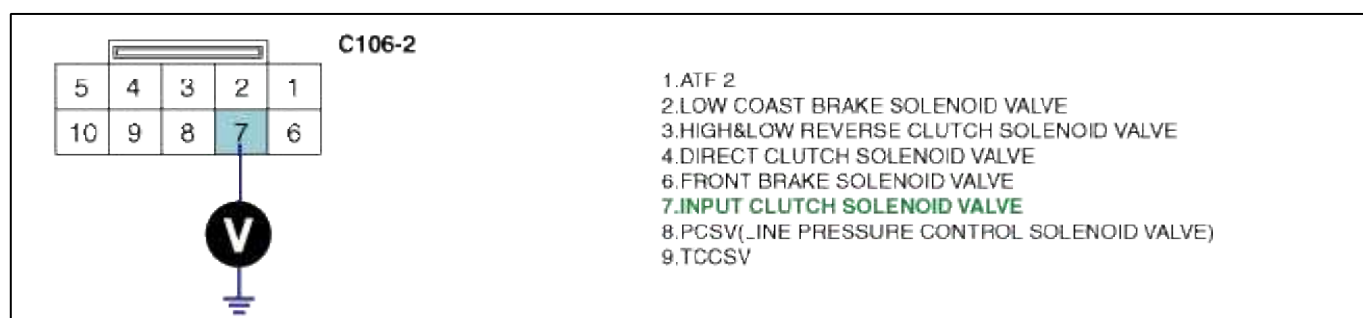 C106-2
5 4 3 2 1
10 9 8 7 6
V
1.ATF 2
2.LOW COAST BRAKE SOLENOID VALVE
3.HIGH&LOW REVERSE CLUTCH SOLENOID VALVE
4.DIRECT CLUTCH SOLENOID VALVE
6.FRONT BRAKE SOLENOID VALVE
7.INPUT CLUTCH SOLENOID VALVE
8.PCSV(LINE PRESSURE CONTROL SOLENOID VALVE)
9.TCCSV